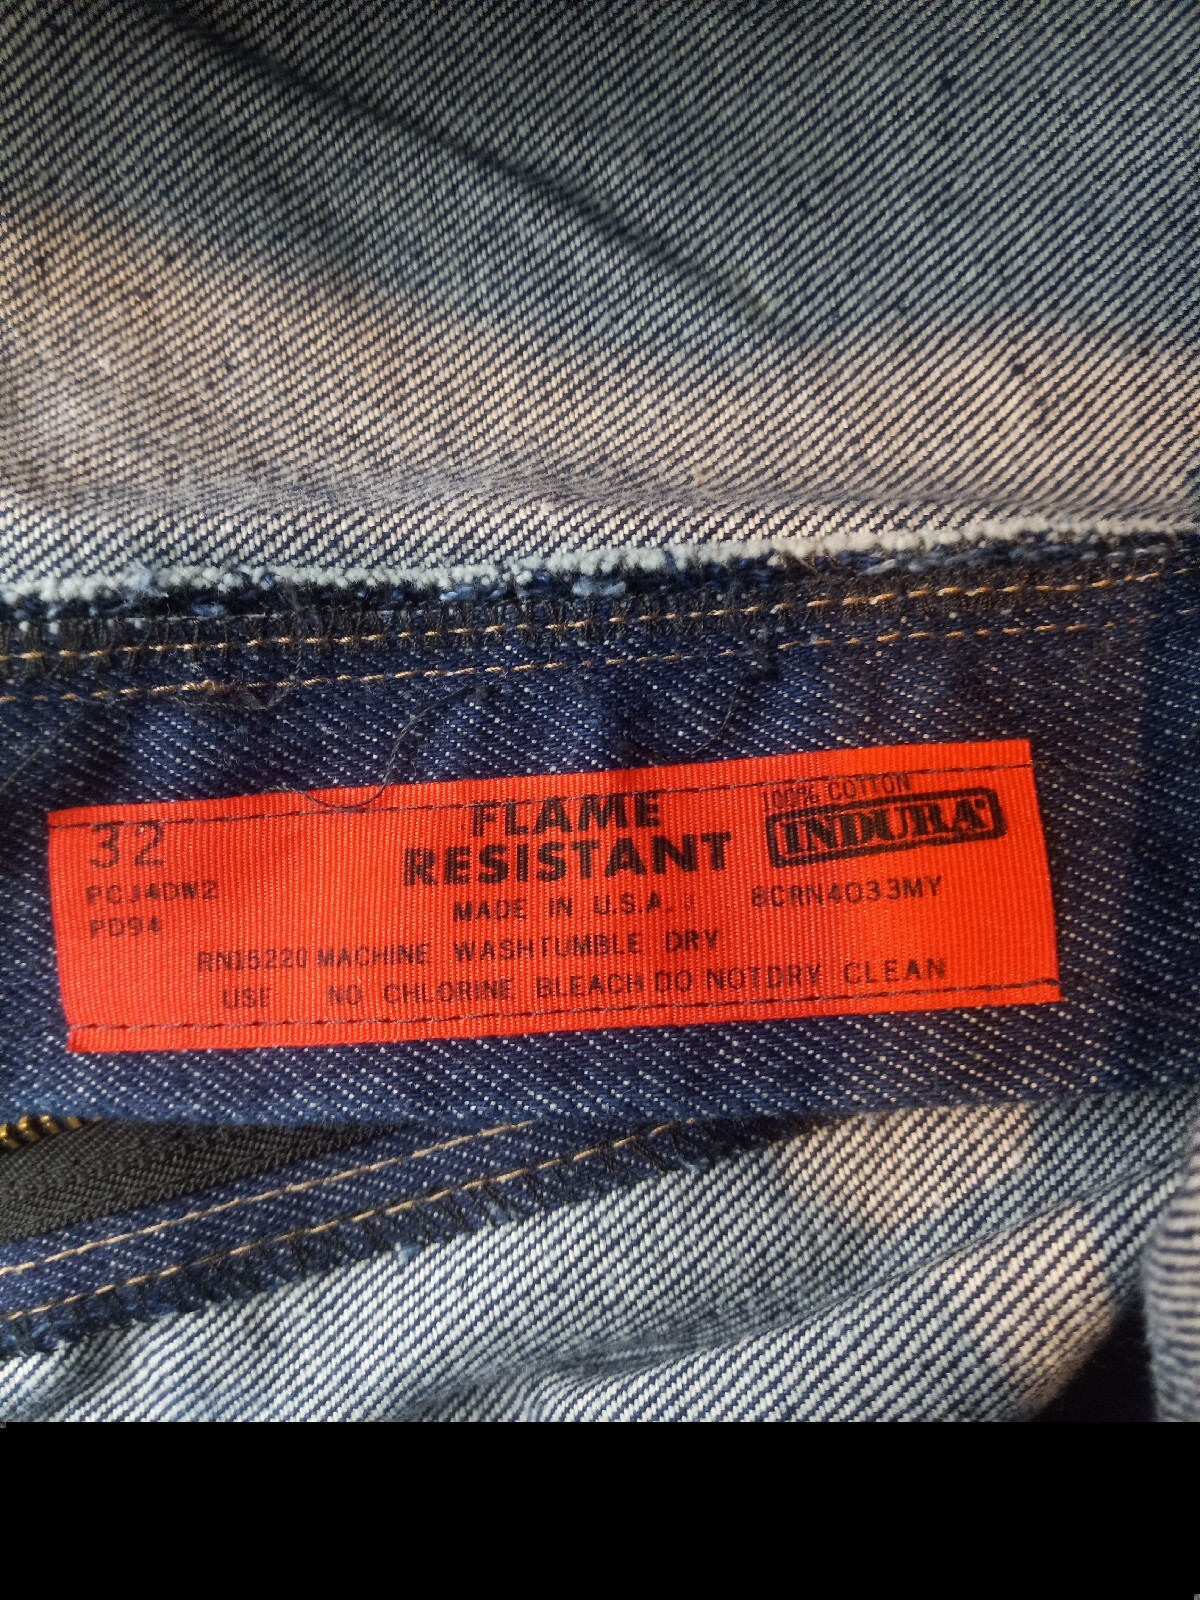 32
FLAME
RESISTANT
100% COTTON
INDURA®
PCJ4DW2
PD94
MADE IN U.S.A.
8CRN4033MY
RN15220 MACHINE WASH TUMBLE DRY
USE NO CHLORINE BLEACH DO NOT DRY CLEAN